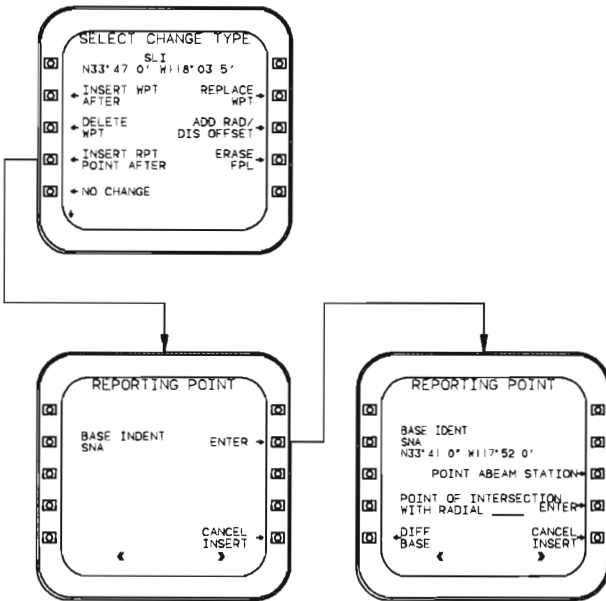 SELECT CHANGE TYPE
SLI
N33° 47 0' W118° 03 5'
INSERT WPT AFTER
REPLACE WPT
DELETE WPT
ADD RAD/ DIS OFFSET
INSERT RPT POINT AFTER
ERASE FPL
NO CHANGE
REPORTING POINT
BASE INDENT
SNA
ENTER
CANCEL INSERT
REPORTING POINT
BASE IDENT
SNA
N33° 41 0' W117° 52 0'
POINT ABEAM STATION
POINT OF INTERSECTION
WITH RADIAL ____ ENTER
DIFF BASE
CANCEL INSERT